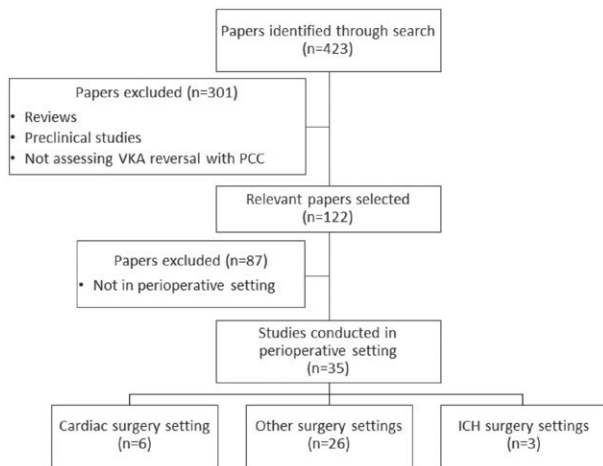 Papers identified through search
(n=423)
Papers excluded (n=301)
• Reviews
• Preclinical studies
• Not assessing VKA reversal with PCC
Relevant papers selected
(n=122)
Papers excluded (n=87)
• Not in perioperative setting
Studies conducted in
perioperative setting
(n=35)
Cardiac surgery setting
(n=6)
Other surgery settings
(n=26)
ICH surgery settings
(n=3)